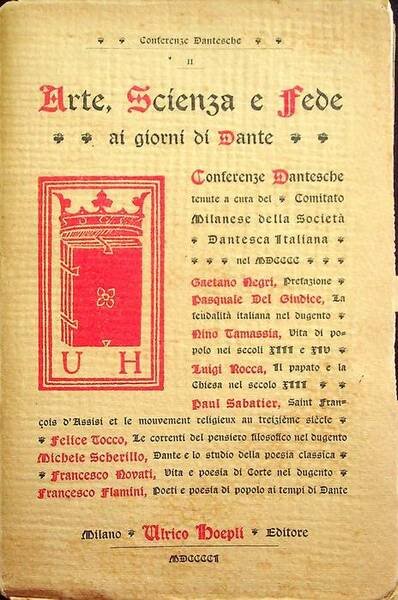 Conferenze Dantesche
II
Arte, Scienza e Fede
ai giorni di Dante
Conferenze Dantesche
tenute a cura del Comitato
Milanese della Società
Dantesca Italiana
nel MDCCCC
Gaetano Negri, Prefazione
Pasquale Del Giudice, La
feudalità italiana nel dugento
Nino Tamassia, Vita di po-
polo nei secoli XIII e XIV
Luigi Rocca, Il papato e la
Chiesa nel secolo XIII
Paul Sabatier, Saint Fran-
çois d'Assisi et le mouvement religieux au treizième siècle
Felice Tocco, Le correnti del pensiero filosofico nel dugento
Michele Scherillo, Dante e lo studio della poesia classica
Francesco Novati, Vita e poesia di Corte nel dugento
Francesco Flamini, Poeti e poesia di popolo ai tempi di Dante
U H
Milano Ulrico Hoepli Editore
MDCCCCI